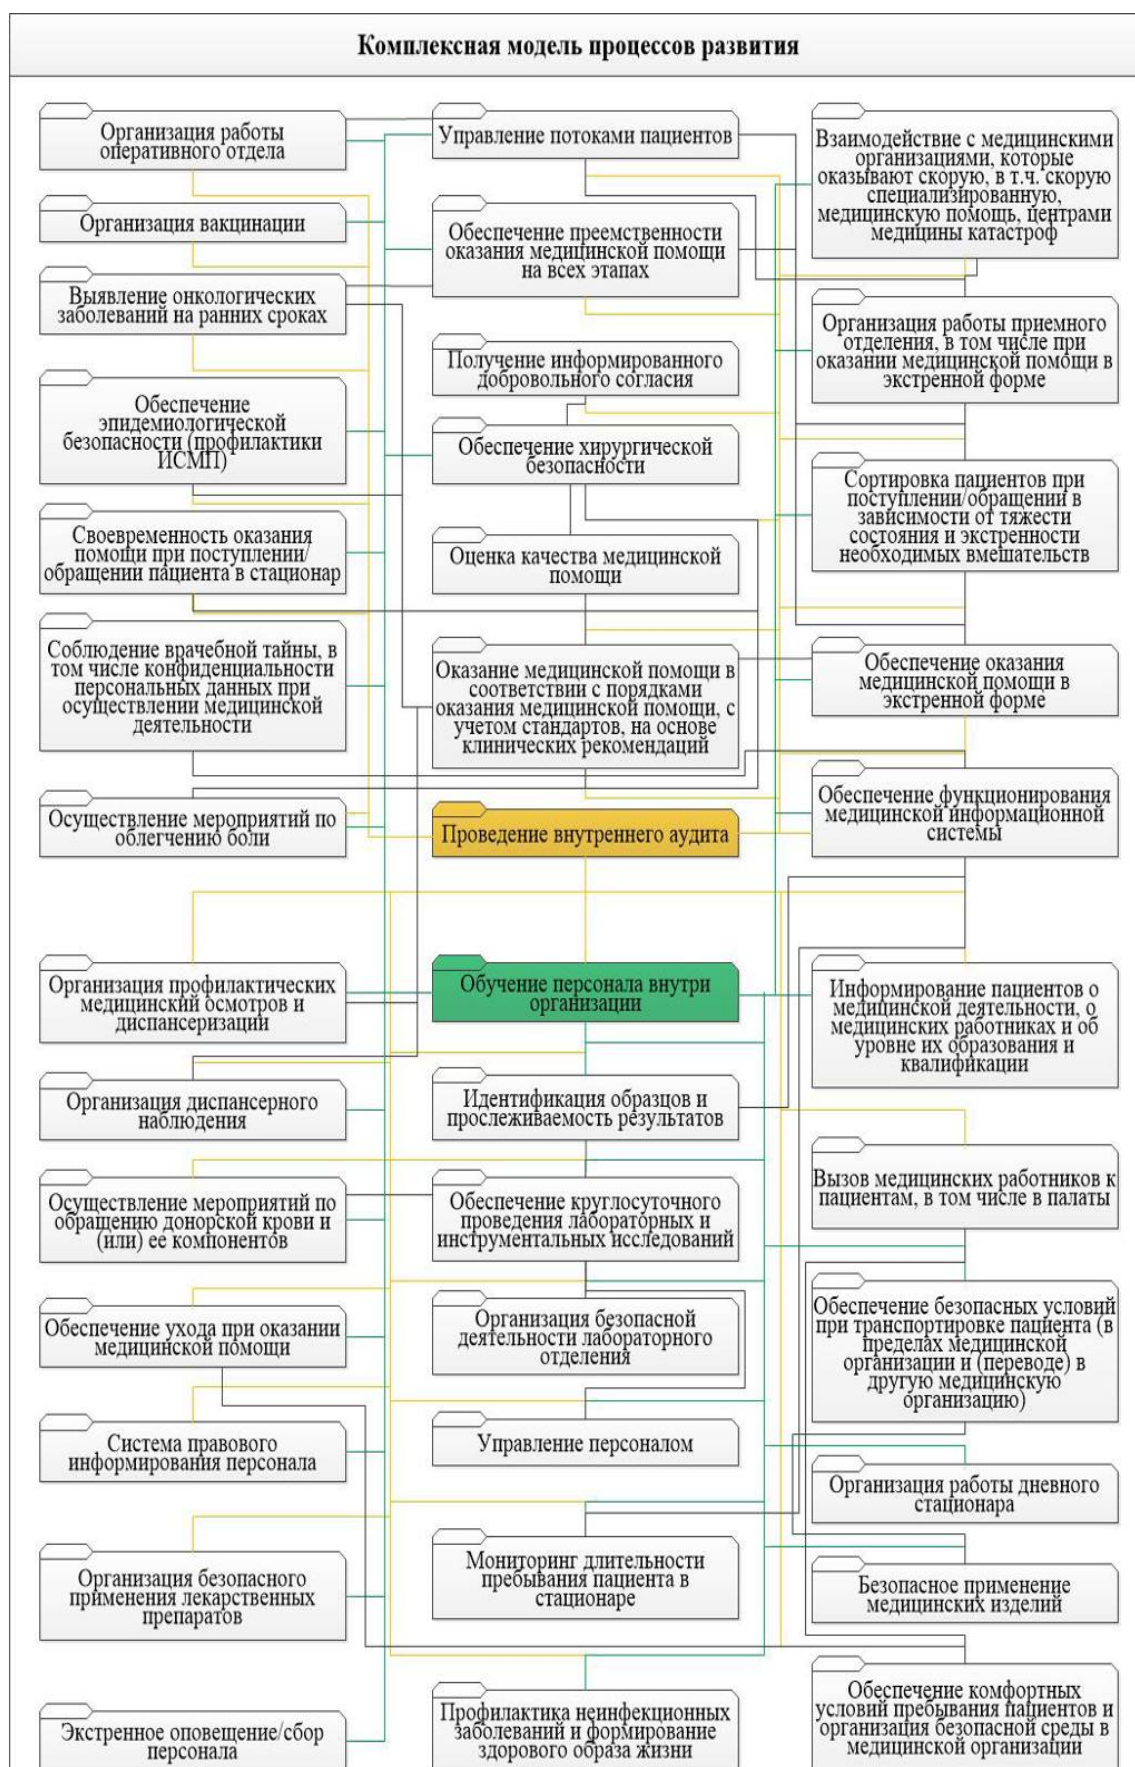 Комплексная модель процессов развития
Организация работы
оперативного отдела
Управление потоками пациентов
Взаимодействие с медицинскими
организациями, которые
оказывают скорую, в т.ч. скорую
специализированную,
медицинскую помощь, центрами
медицины катастроф
Организация вакцинации
Обеспечение преемственности
оказания медицинской помощи
на всех этапах
Выявление онкологических
заболеваний на ранних сроках
Организация работы приемного
отделения, в том числе при
оказании медицинской помощи в
экстренной форме
Получение информированного
добровольного согласия
Обеспечение
эпидемиологической
безопасности (профилактики
ИСМП)
Обеспечение хирургической
безопасности
Сортировка пациентов при
поступлении/обращении в
зависимости от тяжести
состояния и экстренности
необходимых вмешательств
Своевременность оказания
помощи при поступлении/
обращении пациента в стационар
Оценка качества медицинской
помощи
Соблюдение врачебной тайны, в
том числе конфиденциальности
персональных данных при
осуществлении медицинской
деятельности
Оказание медицинской помощи в
соответствии с порядками
оказания медицинской помощи, с
учетом стандартов, на основе
клинических рекомендаций
Обеспечение оказания
медицинской помощи в
экстренной форме
Осуществление мероприятий по
облегчению боли
Проведение внутреннего аудита
Обеспечение функционирования
медицинской информационной
системы
Организация профилактических
медицинский осмотров и
диспансеризации
Обучение персонала внутри
организации
Информирование пациентов о
медицинской деятельности, о
медицинских работниках и об
уровне их образования и
квалификации
Организация диспансерного
наблюдения
Идентификация образцов и
прослеживаемость результатов
Вызов медицинских работников к
пациентам, в том числе в палаты
Осуществление мероприятий по
обращению донорской крови и
(или) ее компонентов
Обеспечение круглосуточного
проведения лабораторных и
инструментальных исследований
Обеспечение безопасных условий
при транспортировке пациента (в
пределах медицинской
организации и (переводе) в
другую медицинскую
организацию)
Обеспечение ухода при оказании
медицинской помощи
Организация безопасной
деятельности лабораторного
отделения
Система правового
информирования персонала
Управление персоналом
Организация работы дневного
стационара
Организация безопасного
применения лекарственных
препаратов
Мониторинг длительности
пребывания пациента в
стационаре
Безопасное применение
медицинских изделий
Экстренное оповещение/сбор
персонала
Профилактика неинфекционных
заболеваний и формирование
здорового образа жизни
Обеспечение комфортных
условий пребывания пациентов и
организация безопасной среды в
медицинской организации